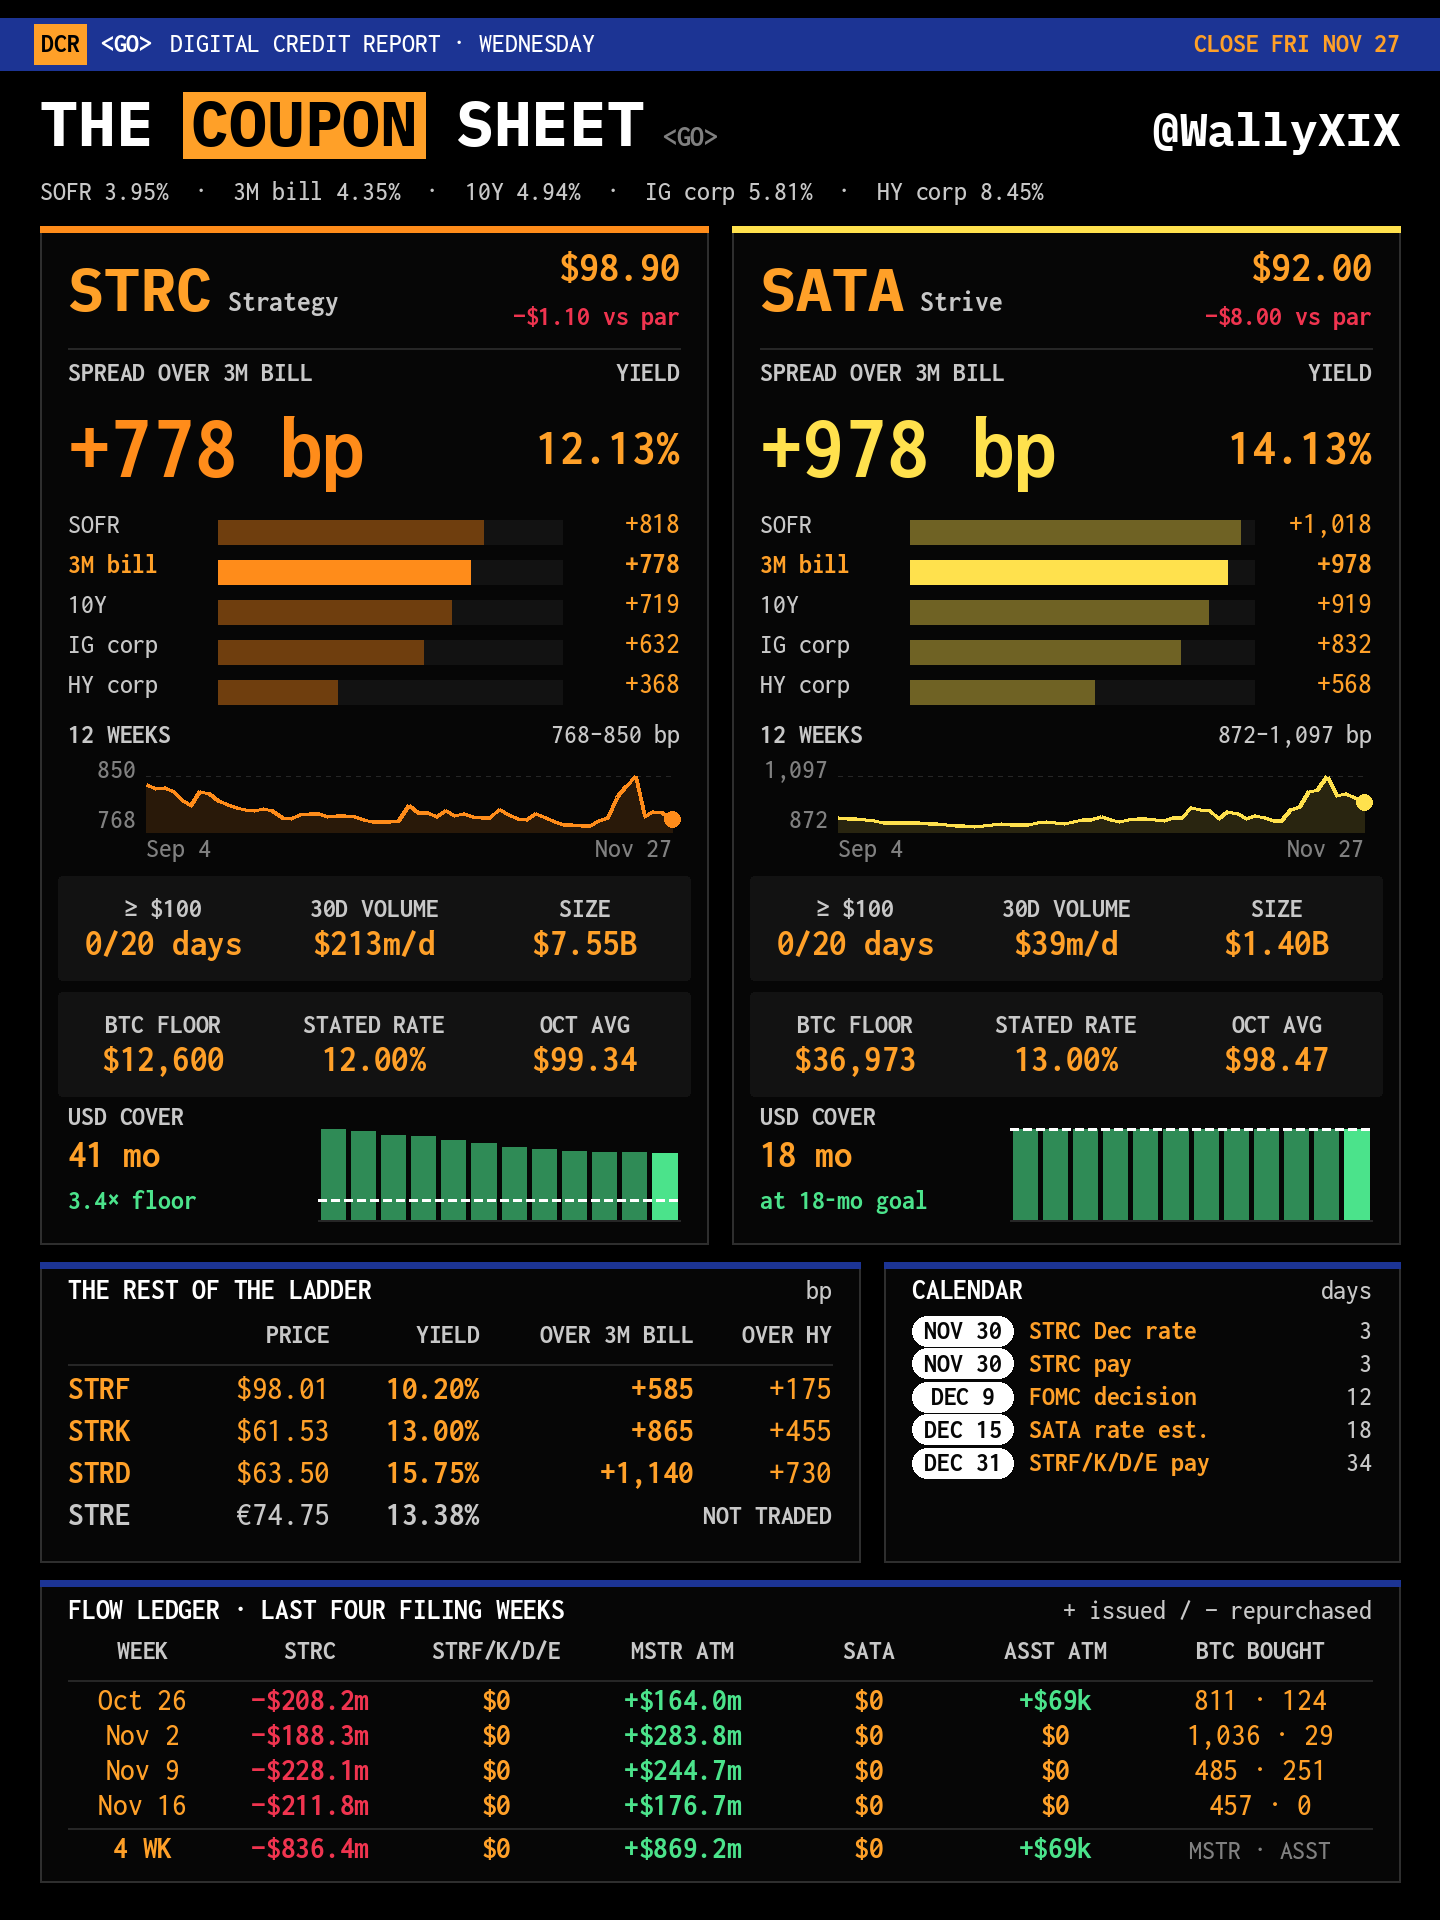 DCR <GO> DIGITAL CREDIT REPORT · WEDNESDAY CLOSE FRI NOV 27
THE COUPON SHEET <GO> @WallyXIX
SOFR 3.95% · 3M bill 4.35% · 10Y 4.94% · IG corp 5.81% · HY corp 8.45%
STRC Strategy $98.90
−$1.10 vs par
SPREAD OVER 3M BILL YIELD
+778 bp 12.13%
SOFR +818
3M bill +778
10Y +719
IG corp +632
HY corp +368
12 WEEKS 768–850 bp
850
768
Sep 4 Nov 27
≥ $100 30D VOLUME SIZE
0/20 days $213m/d $7.55B
BTC FLOOR STATED RATE OCT AVG
$12,600 12.00% $99.34
USD COVER
41 mo
3.4× floor
SATA Strive $92.00
−$8.00 vs par
SPREAD OVER 3M BILL YIELD
+978 bp 14.13%
SOFR +1,018
3M bill +978
10Y +919
IG corp +832
HY corp +568
12 WEEKS 872–1,097 bp
1,097
872
Sep 4 Nov 27
≥ $100 30D VOLUME SIZE
0/20 days $39m/d $1.40B
BTC FLOOR STATED RATE OCT AVG
$36,973 13.00% $98.47
USD COVER
18 mo
at 18-mo goal
THE REST OF THE LADDER bp
PRICE YIELD OVER 3M BILL OVER HY
STRF $98.01 10.20% +585 +175
STRK $61.53 13.00% +865 +455
STRD $63.50 15.75% +1,140 +730
STRE €74.75 13.38% NOT TRADED
CALENDAR days
NOV 30 STRC Dec rate 3
NOV 30 STRC pay 3
DEC 9 FOMC decision 12
DEC 15 SATA rate est. 18
DEC 31 STRF/K/D/E pay 34
FLOW LEDGER · LAST FOUR FILING WEEKS + issued / − repurchased
WEEK STRC STRF/K/D/E MSTR ATM SATA ASST ATM BTC BOUGHT
Oct 26 −$208.2m $0 +$164.0m $0 +$69k 811 · 124
Nov 2 −$188.3m $0 +$283.8m $0 $0 1,036 · 29
Nov 9 −$228.1m $0 +$244.7m $0 $0 485 · 251
Nov 16 −$211.8m $0 +$176.7m $0 $0 457 · 0
4 WK −$836.4m $0 +$869.2m $0 +$69k MSTR · ASST